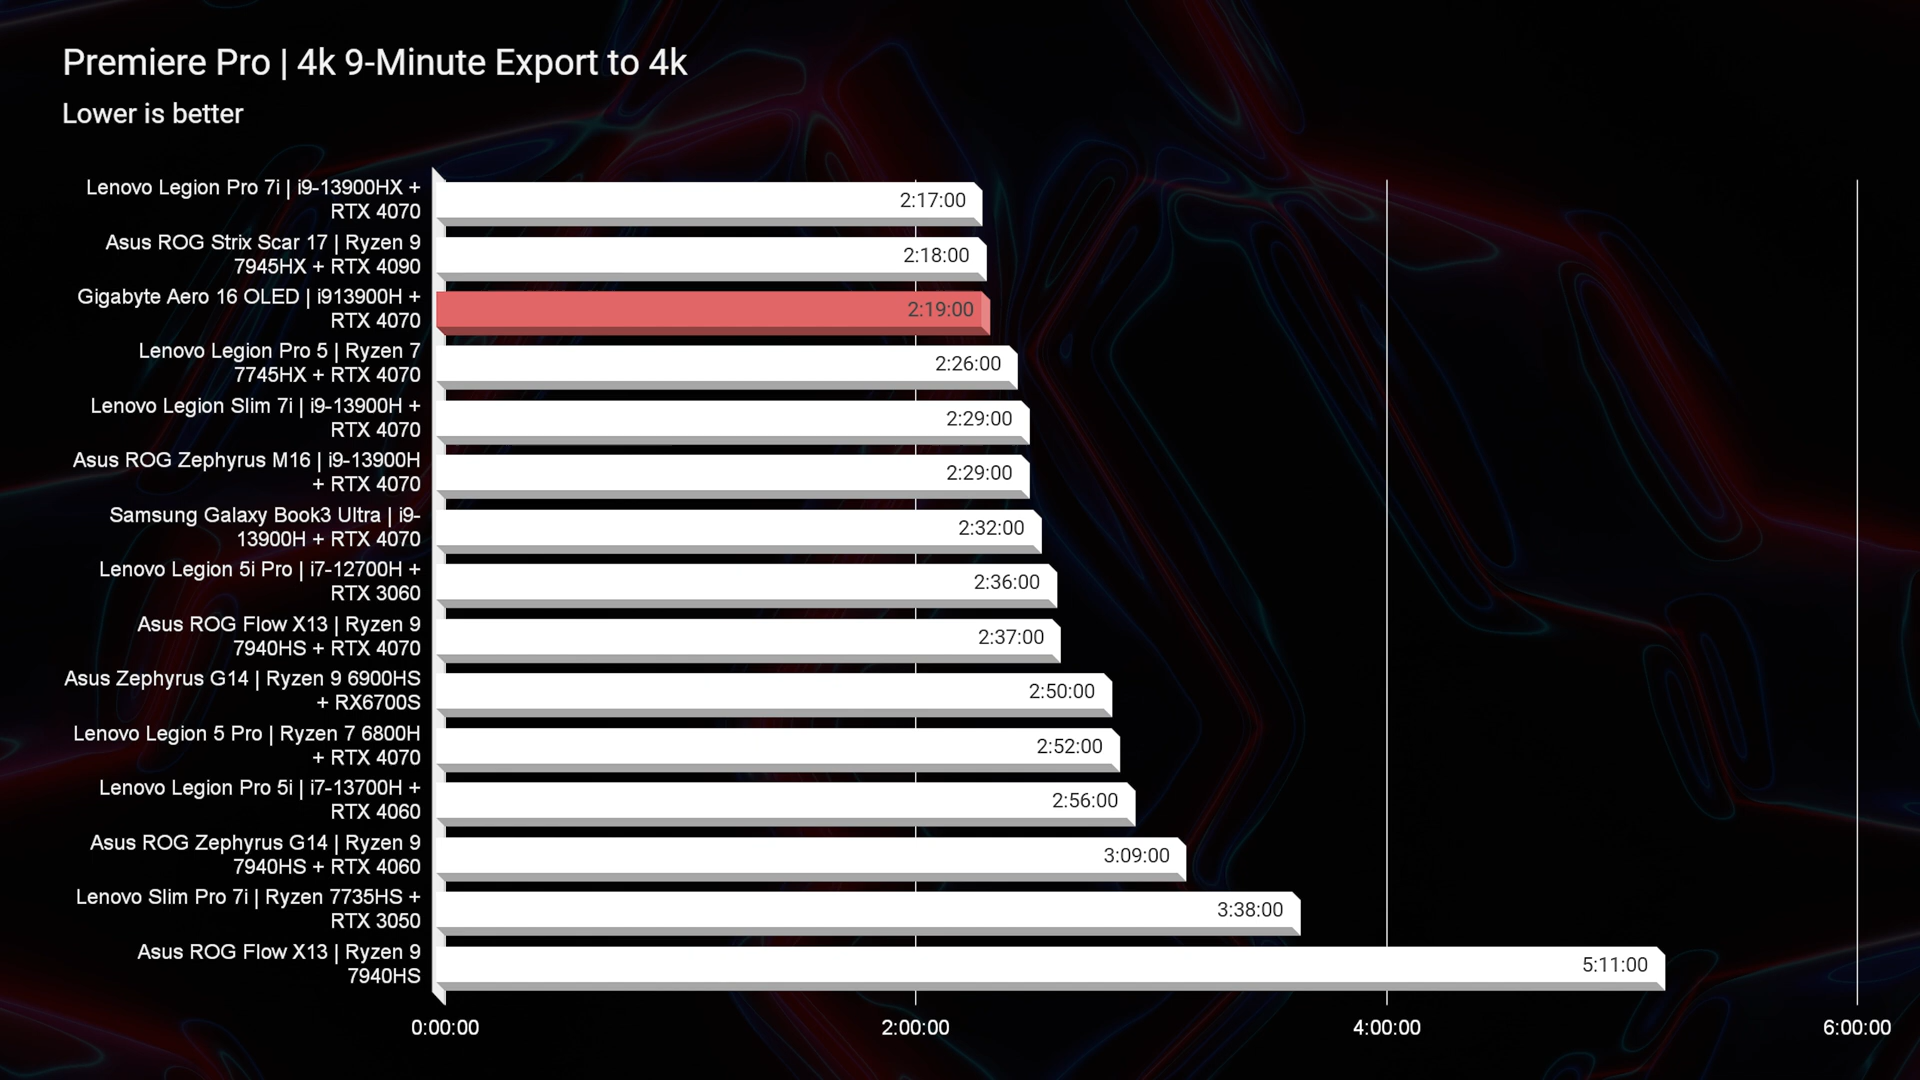 Premiere Pro | 4k 9-Minute Export to 4k
Lower is better
Lenovo Legion Pro 7i | i9-13900HX +
RTX 4070
2:17:00
Asus ROG Strix Scar 17 | Ryzen 9
7945HX + RTX 4090
2:18:00
Gigabyte Aero 16 OLED | i913900H +
RTX 4070
2:19:00
Lenovo Legion Pro 5 | Ryzen 7
7745HX + RTX 4070
2:26:00
Lenovo Legion Slim 7i | i9-13900H +
RTX 4070
2:29:00
Asus ROG Zephyrus M16 | i9-13900H
+ RTX 4070
2:29:00
Samsung Galaxy Book3 Ultra | i9-
13900H + RTX 4070
2:32:00
Lenovo Legion 5i Pro | i7-12700H +
RTX 3060
2:36:00
Asus ROG Flow X13 | Ryzen 9
7940HS + RTX 4070
2:37:00
Asus Zephyrus G14 | Ryzen 9 6900HS
+ RX6700S
2:50:00
Lenovo Legion 5 Pro | Ryzen 7 6800H
+ RTX 4070
2:52:00
Lenovo Legion Pro 5i | i7-13700H +
RTX 4060
2:56:00
Asus ROG Zephyrus G14 | Ryzen 9
7940HS + RTX 4060
3:09:00
Lenovo Slim Pro 7i | Ryzen 7735HS +
RTX 3050
3:38:00
Asus ROG Flow X13 | Ryzen 9
7940HS
5:11:00
0:00:00
2:00:00
4:00:00
6:00:00